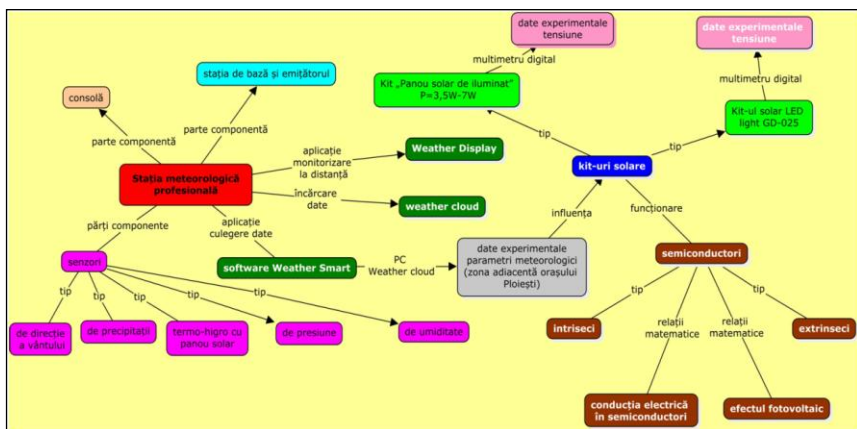 date experimentale
tensiune
date experimentale
tensiune
stația de bază și emițătorul
multimetru digital
multimetru digital
consolă
Kit „Panou solar de iluminat”
P=3,5W-7W
Kit-ul solar LED
light GD-025
parte componentă
parte componentă
tip
tip
aplicație
monitorizare
la distanță
Weather Display
Stația meteorologică
profesională
kit-uri solare
încărcare
date
weather cloud
părți componente
aplicație
culegere date
influența
funcționare
senzori
software Weather Smart
PC
Weather cloud
date experimentale
parametri meteorologici
(zona adiacentă orașului
Ploiești)
semiconductori
tip
tip
tip
tip
tip
tip
tip
de direcție
a vântului
de precipitații
termo-higro cu
panou solar
de presiune
de umiditate
intriseci
extrinseci
relații
matematice
relații
matematice
conducția electrică
în semiconductori
efectul fotovoltaic